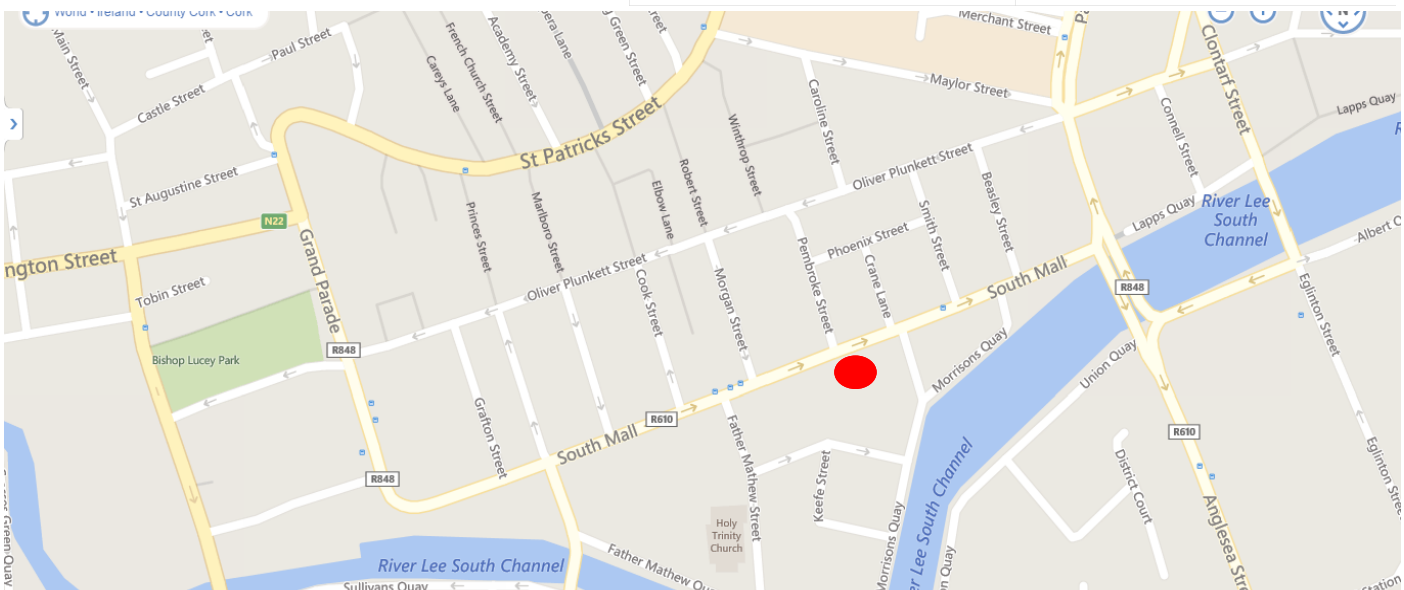 World • Ireland • County Cork • Cork
N
Main Street
Paul Street
Castle Street
Careys Lane
French Church Street
Academy Street
Green Street
Merchant Street
Clontarf Street
Maylor Street
Caroline Street
Lapps Quay
Connell Street
St Patricks Street
Winthrop Street
Robert Street
Elbow Lane
Oliver Plunkett Street
Beasley Street
Smith Street
St Augustine Street
N22
Princes Street
Marlboro Street
Phoenix Street
Lapps Quay
River Lee
South
Channel
Grand Parade
Oliver Plunkett Street
Cook Street
Morgan Street
Pembroke Street
Crane Lane
South Mall
R848
Eglinton Street
Tobin Street
Bishop Lucey Park
R848
Morrisons Quay
Union Quay
Grafton Street
South Mall
R610
R610
R848
Father Mathew Street
Keefe Street
River Lee South Channel
District Court
Eglinton Street
Holy
Trinity
Church
Morrisons Quay
River Lee South Channel
Father Mathew
Sullivans Quay
Anglesea
Station